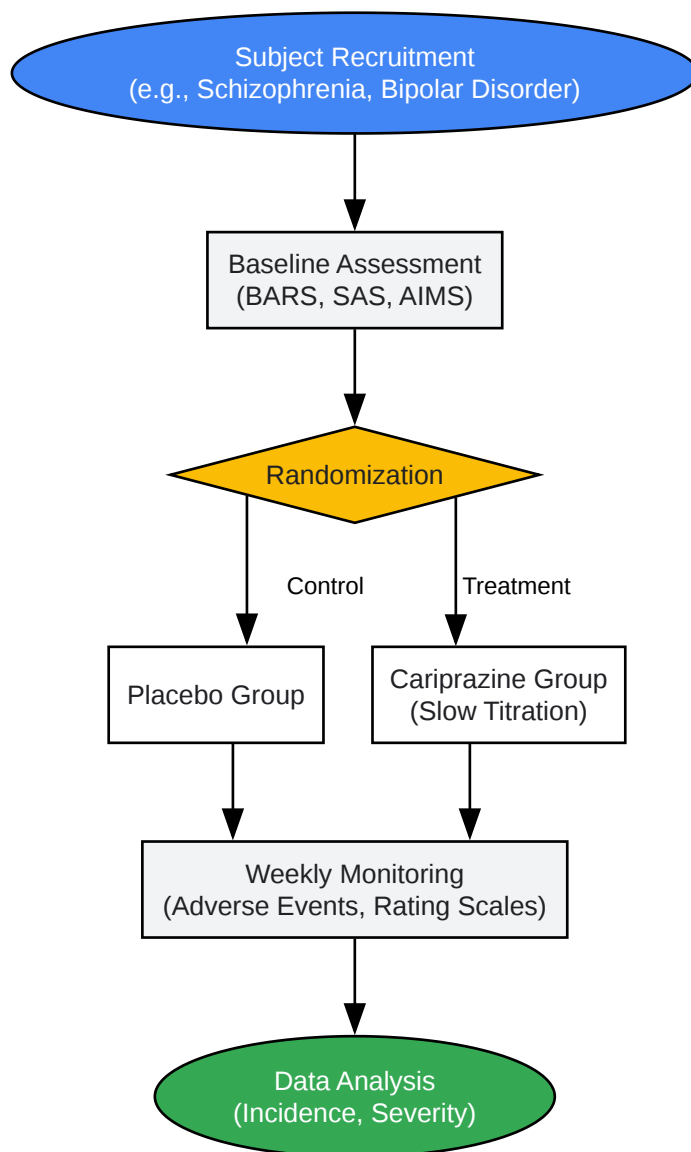 Subject Recruitment
(e.g., Schizophrenia, Bipolar Disorder)
Baseline Assessment
(BARS, SAS, AIMS)
Randomization
Control
Treatment
Placebo Group
Cariprazine Group
(Slow Titration)
Weekly Monitoring
(Adverse Events, Rating Scales)
Data Analysis
(Incidence, Severity)